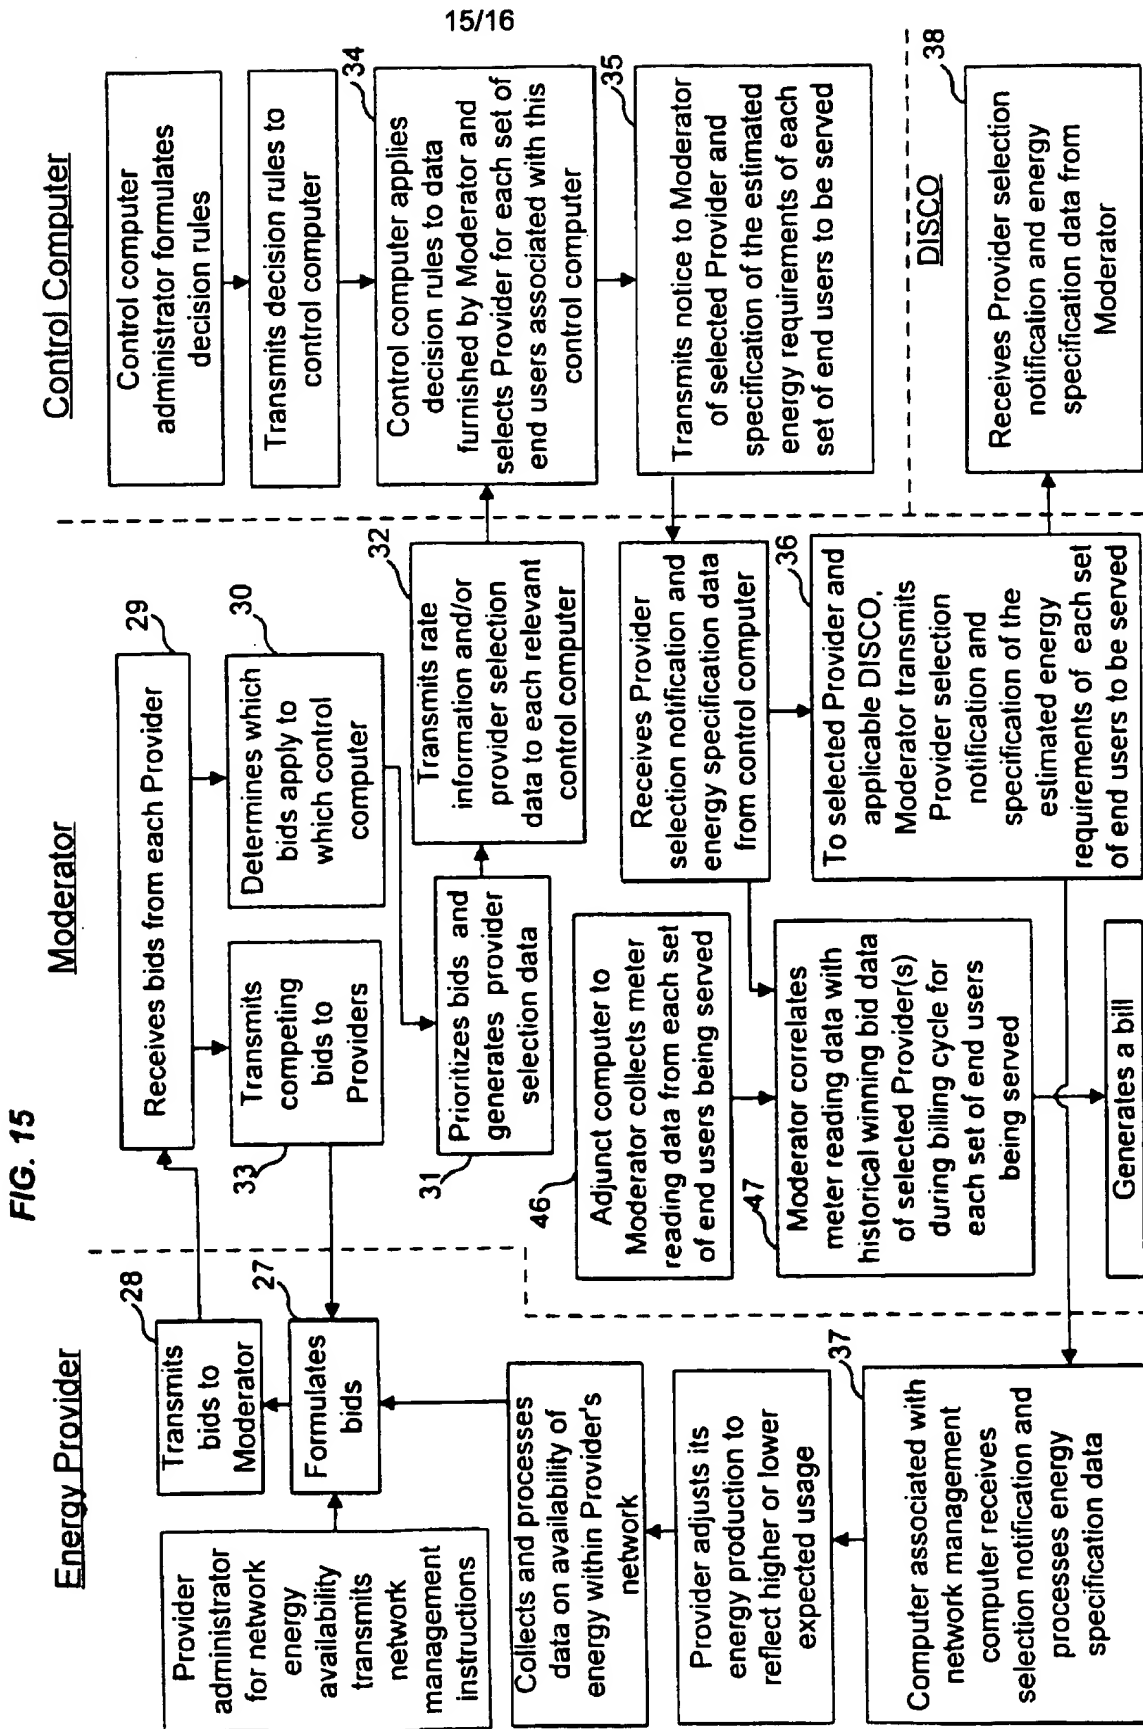 15/16
FIG. 15
Energy Provider
Provider
administrator
for network
energy
availability
transmits
network
management
instructions
28
Transmits
bids to
Moderator
27
Formulates
bids
Collects and processes
data on availability of
energy within Provider's
network
Provider adjusts its
energy production to
reflect higher or lower
expected usage
37
Computer associated with
network management
computer receives
selection notification and
processes energy
specification data
Moderator
29
Receives bids from each Provider
33
Transmits
competing
bids to
Providers
30
Determines which
bids apply to
which control
computer
31
Prioritizes bids and
generates provider
selection data
32
Transmits rate
information and/or
provider selection
data to each relevant
control computer
46
Adjunct computer to
Moderator collects meter
reading data from each set
of end users being served
Receives Provider
selection notification and
energy specification data
from control computer
47
Moderator correlates
meter reading data with
historical winning bid data
of selected Provider(s)
during billing cycle for
each set of end users
being served
36
To selected Provider and
applicable DISCO,
Moderator transmits
Provider selection
notification and
specification of the
estimated energy
requirements of each set
of end users to be served
Generates a bill
Control Computer
Control computer
administrator formulates
decision rules
Transmits decision rules to
control computer
34
Control computer applies
decision rules to data
furnished by Moderator and
selects Provider for each set of
end users associated with this
control computer
35
Transmits notice to Moderator
of selected Provider and
specification of the estimated
energy requirements of each
set of end users to be served
DISCO
38
Receives Provider selection
notification and energy
specification data from
Moderator